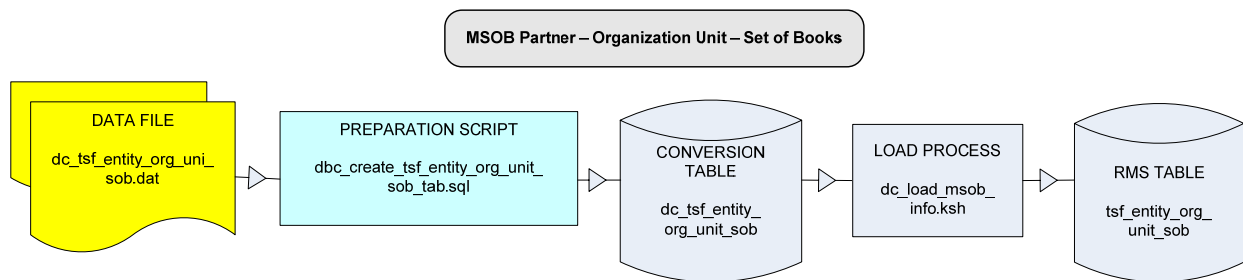 MSOB Partner – Organization Unit – Set of Books
DATA FILE
dc_tsf_entity_org_uni_
sob.dat
PREPARATION SCRIPT
dbc_create_tsf_entity_org_unit_
sob_tab.sql
CONVERSION
TABLE
dc_tsf_entity_
org_unit_sob
LOAD PROCESS
dc_load_msob_
info.ksh
RMS TABLE
tsf_entity_org_
unit_sob